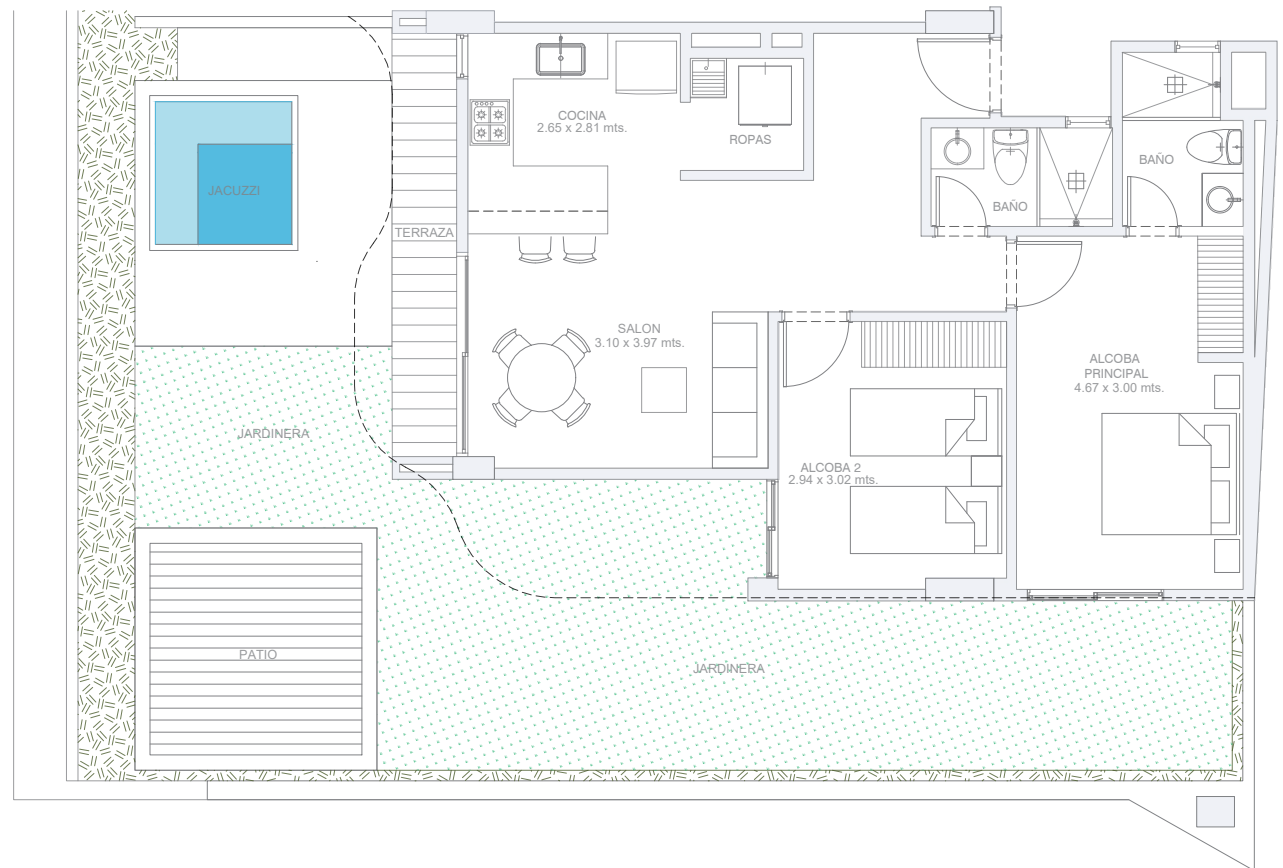 COCINA
2.65 x 2.81 mts.
ROPAS
BAÑO
BAÑO
JACUZZI
TERRAZA
SALON
3.10 x 3.97 mts.
ALCOBA
PRINCIPAL
4.67 x 3.00 mts.
JARDINERA
ALCOBA 2
2.94 x 3.02 mts.
PATIO
JARDINERA